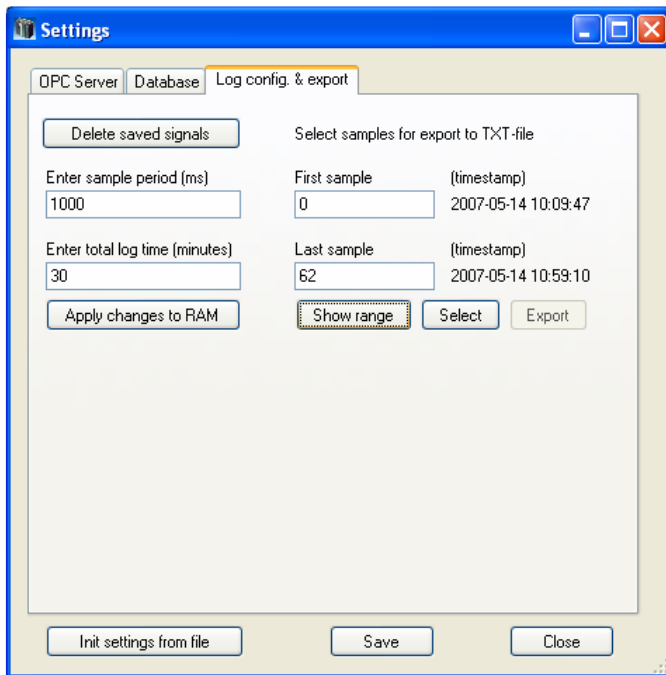 Settings
OPC Server Database Log config. & export
Delete saved signals Select samples for export to TXT-file
Enter sample period (ms) First sample (timestamp)
1000 0 2007-05-14 10:09:47
Enter total log time (minutes) Last sample (timestamp)
30 62 2007-05-14 10:59:10
Apply changes to RAM Show range Select Export
Init settings from file Save Close